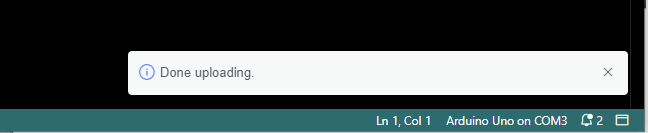 Done uploading.
Ln 1, Col 1 Arduino Uno on COM3 2